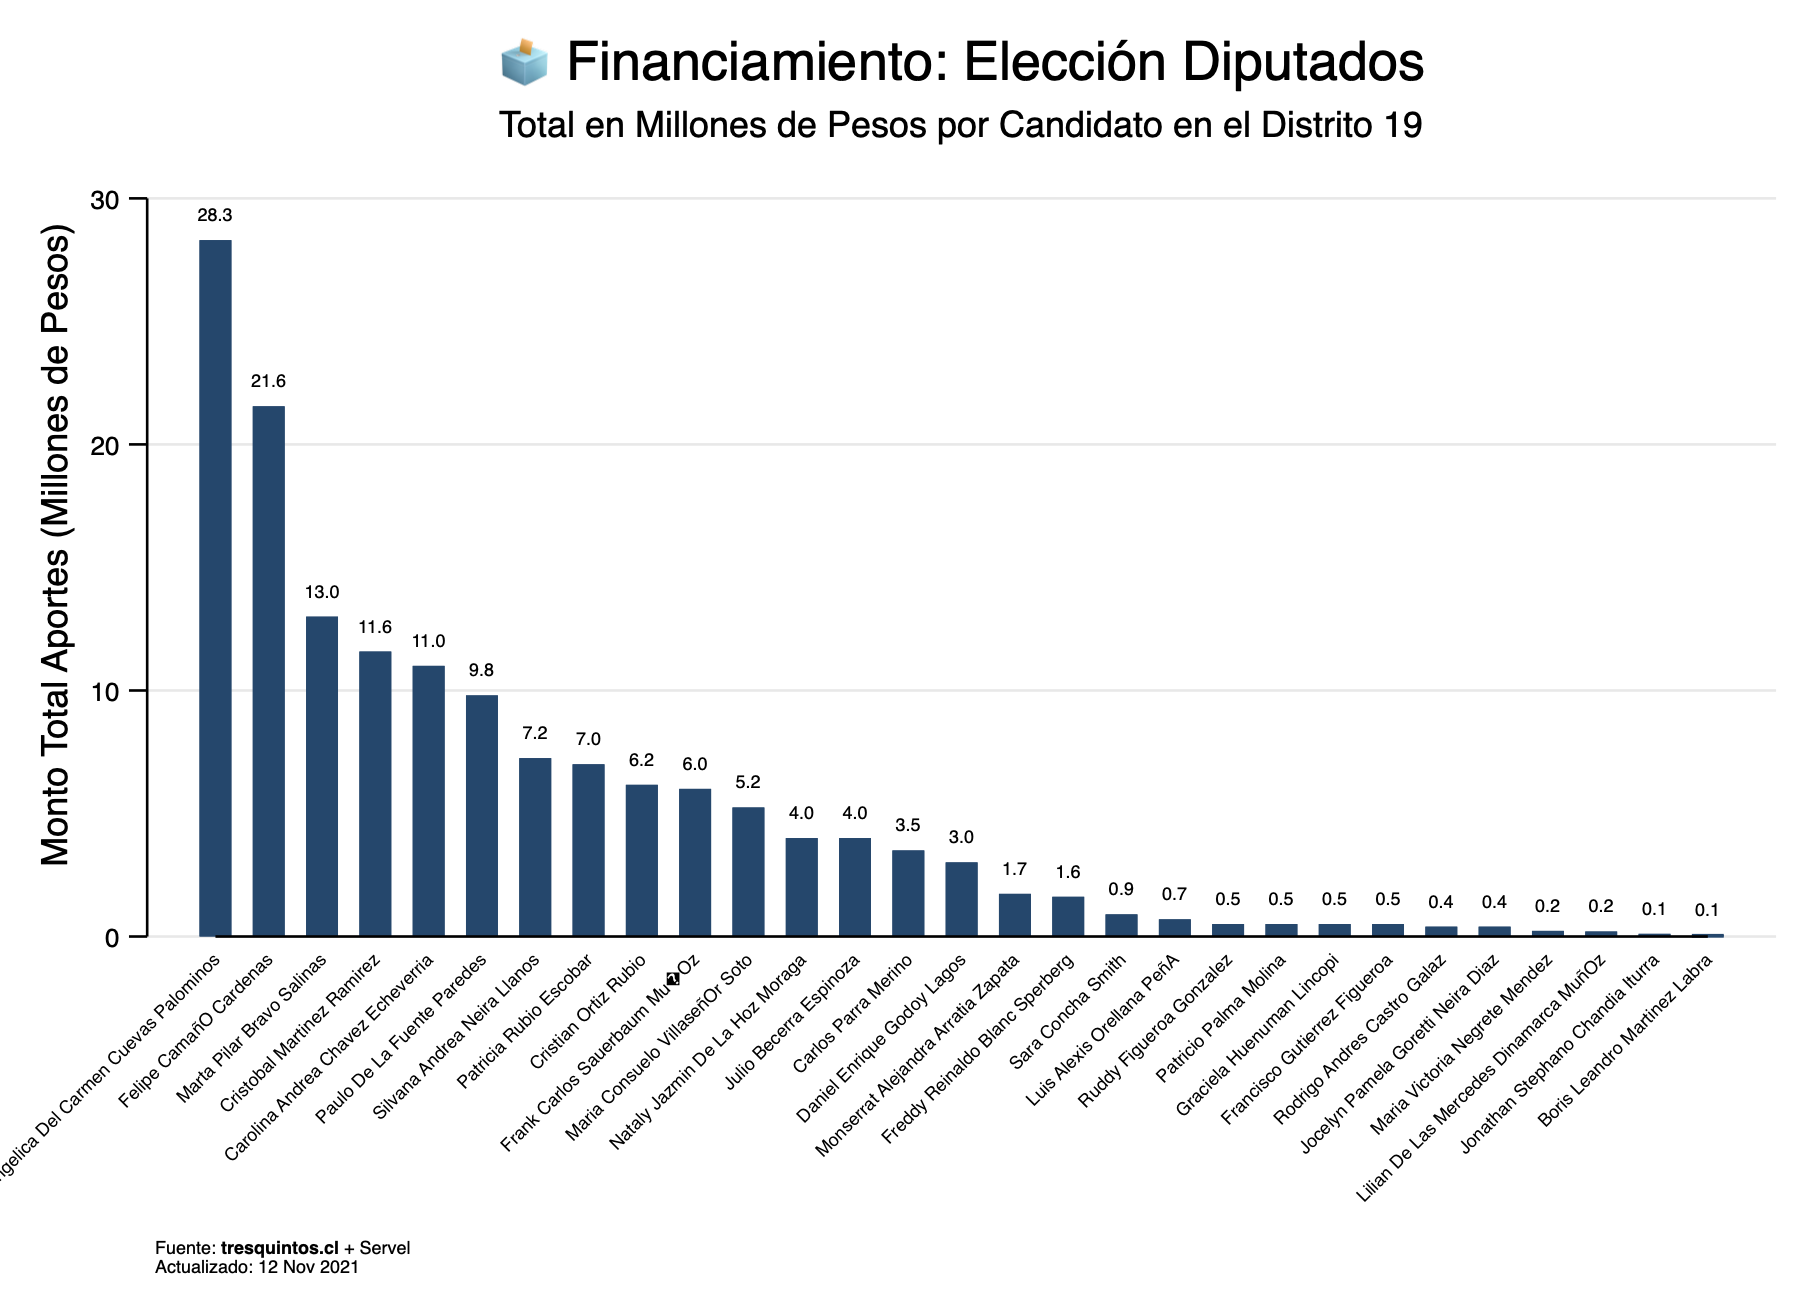 Financiamiento: Elección Diputados
Total en Millones de Pesos por Candidato en el Distrito 19
Monto Total Aportes (Millones de Pesos)
30
20
10
0
28.3
21.6
13.0
11.6
11.0
9.8
7.2
7.0
6.2
6.0
5.2
4.0
4.0
3.5
3.0
1.7
1.6
0.9
0.7
0.5
0.5
0.5
0.5
0.4
0.4
0.2
0.2
0.1
0.1
Del Carmen Cuevas Palominos
Felipe CamañO Cardenas
Marta Pilar Bravo Salinas
Cristobal Martinez Ramirez
Carolina Andrea Chavez Echeverria
Paulo De La Fuente Paredes
Silvana Andrea Neira Llanos
Patricia Rubio Escobar
Cristian Ortiz Rubio
Frank Carlos Sauerbaum Mu�Oz
Maria Consuelo VillaseñOr Soto
Nataly Jazmin De La Hoz Moraga
Julio Becerra Espinoza
Carlos Parra Merino
Daniel Enrique Godoy Lagos
Monserrat Alejandra Arratia Zapata
Freddy Reinaldo Blanc Sperberg
Sara Concha Smith
Luis Alexis Orellana PeñA
Ruddy Figueroa Gonzalez
Patricio Palma Molina
Graciela Huenuman Lincopi
Francisco Gutierrez Figueroa
Rodrigo Andres Castro Galaz
Jocelyn Pamela Goretti Neira Diaz
Maria Victoria Negrete Mendez
Lilian De Las Mercedes Dinamarca MuñOz
Jonathan Stephano Chandia Iturra
Boris Leandro Martinez Labra
Fuente: tresquintos.cl + Servel
Actualizado: 12 Nov 2021